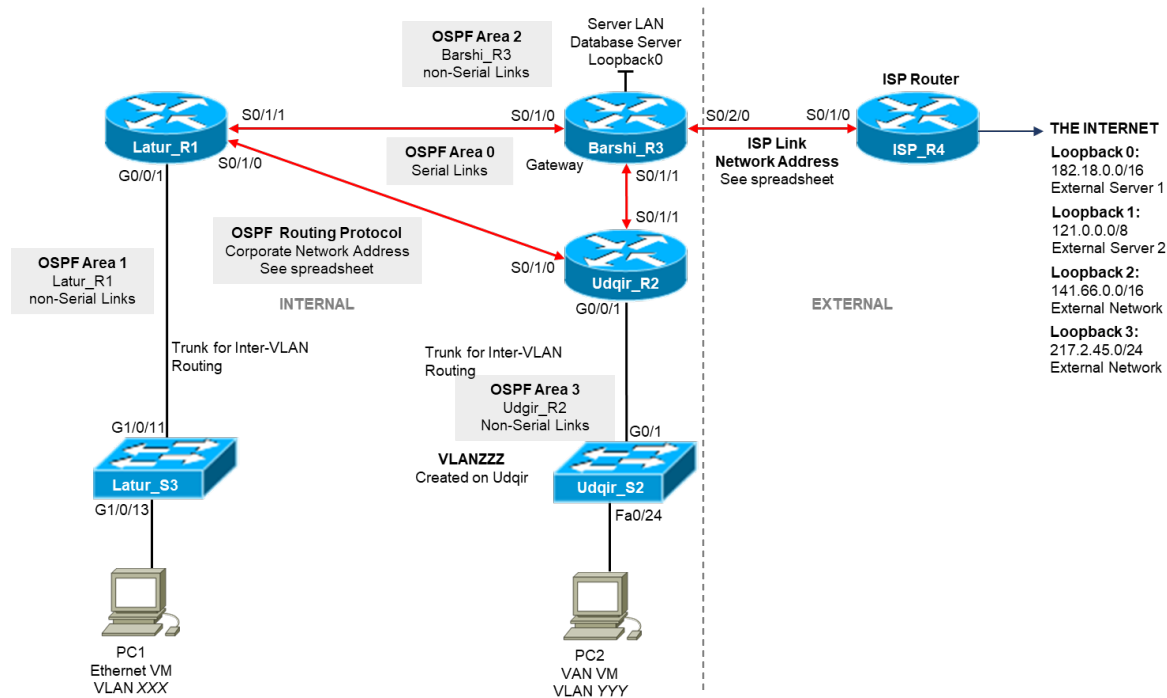 OSPF Area 2
Barshi_R3
non-Serial Links
Server LAN
Database Server
Loopback0
ISP Router
S0/1/1
S0/1/0
S0/2/0
S0/1/0
Latur_R1
Barshi_R3
ISP_R4
THE INTERNET
Loopback 0:
182.18.0.0/16
External Server 1
Loopback 1:
121.0.0.0/8
External Server 2
Loopback 2:
141.66.0.0/16
External Network
Loopback 3:
217.2.45.0/24
External Network
S0/1/0
G0/0/1
OSPF Area 0
Serial Links
Gateway
S0/1/1
ISP Link
Network Address
See spreadsheet
S0/1/1
OSPF Routing Protocol
Corporate Network Address
See spreadsheet
S0/1/0
Udqir_R2
G0/0/1
OSPF Area 1
Latur_R1
non-Serial Links
INTERNAL
EXTERNAL
Trunk for Inter-VLAN
Routing
Trunk for Inter-VLAN
Routing
OSPF Area 3
Udgir_R2
Non-Serial Links
G1/0/11
G0/1
VLANZZZ
Created on Udqir
Latur_S3
Udqir_S2
G1/0/13
Fa0/24
PC1
Ethernet VM
VLAN XXX
PC2
VAN VM
VLAN YYY